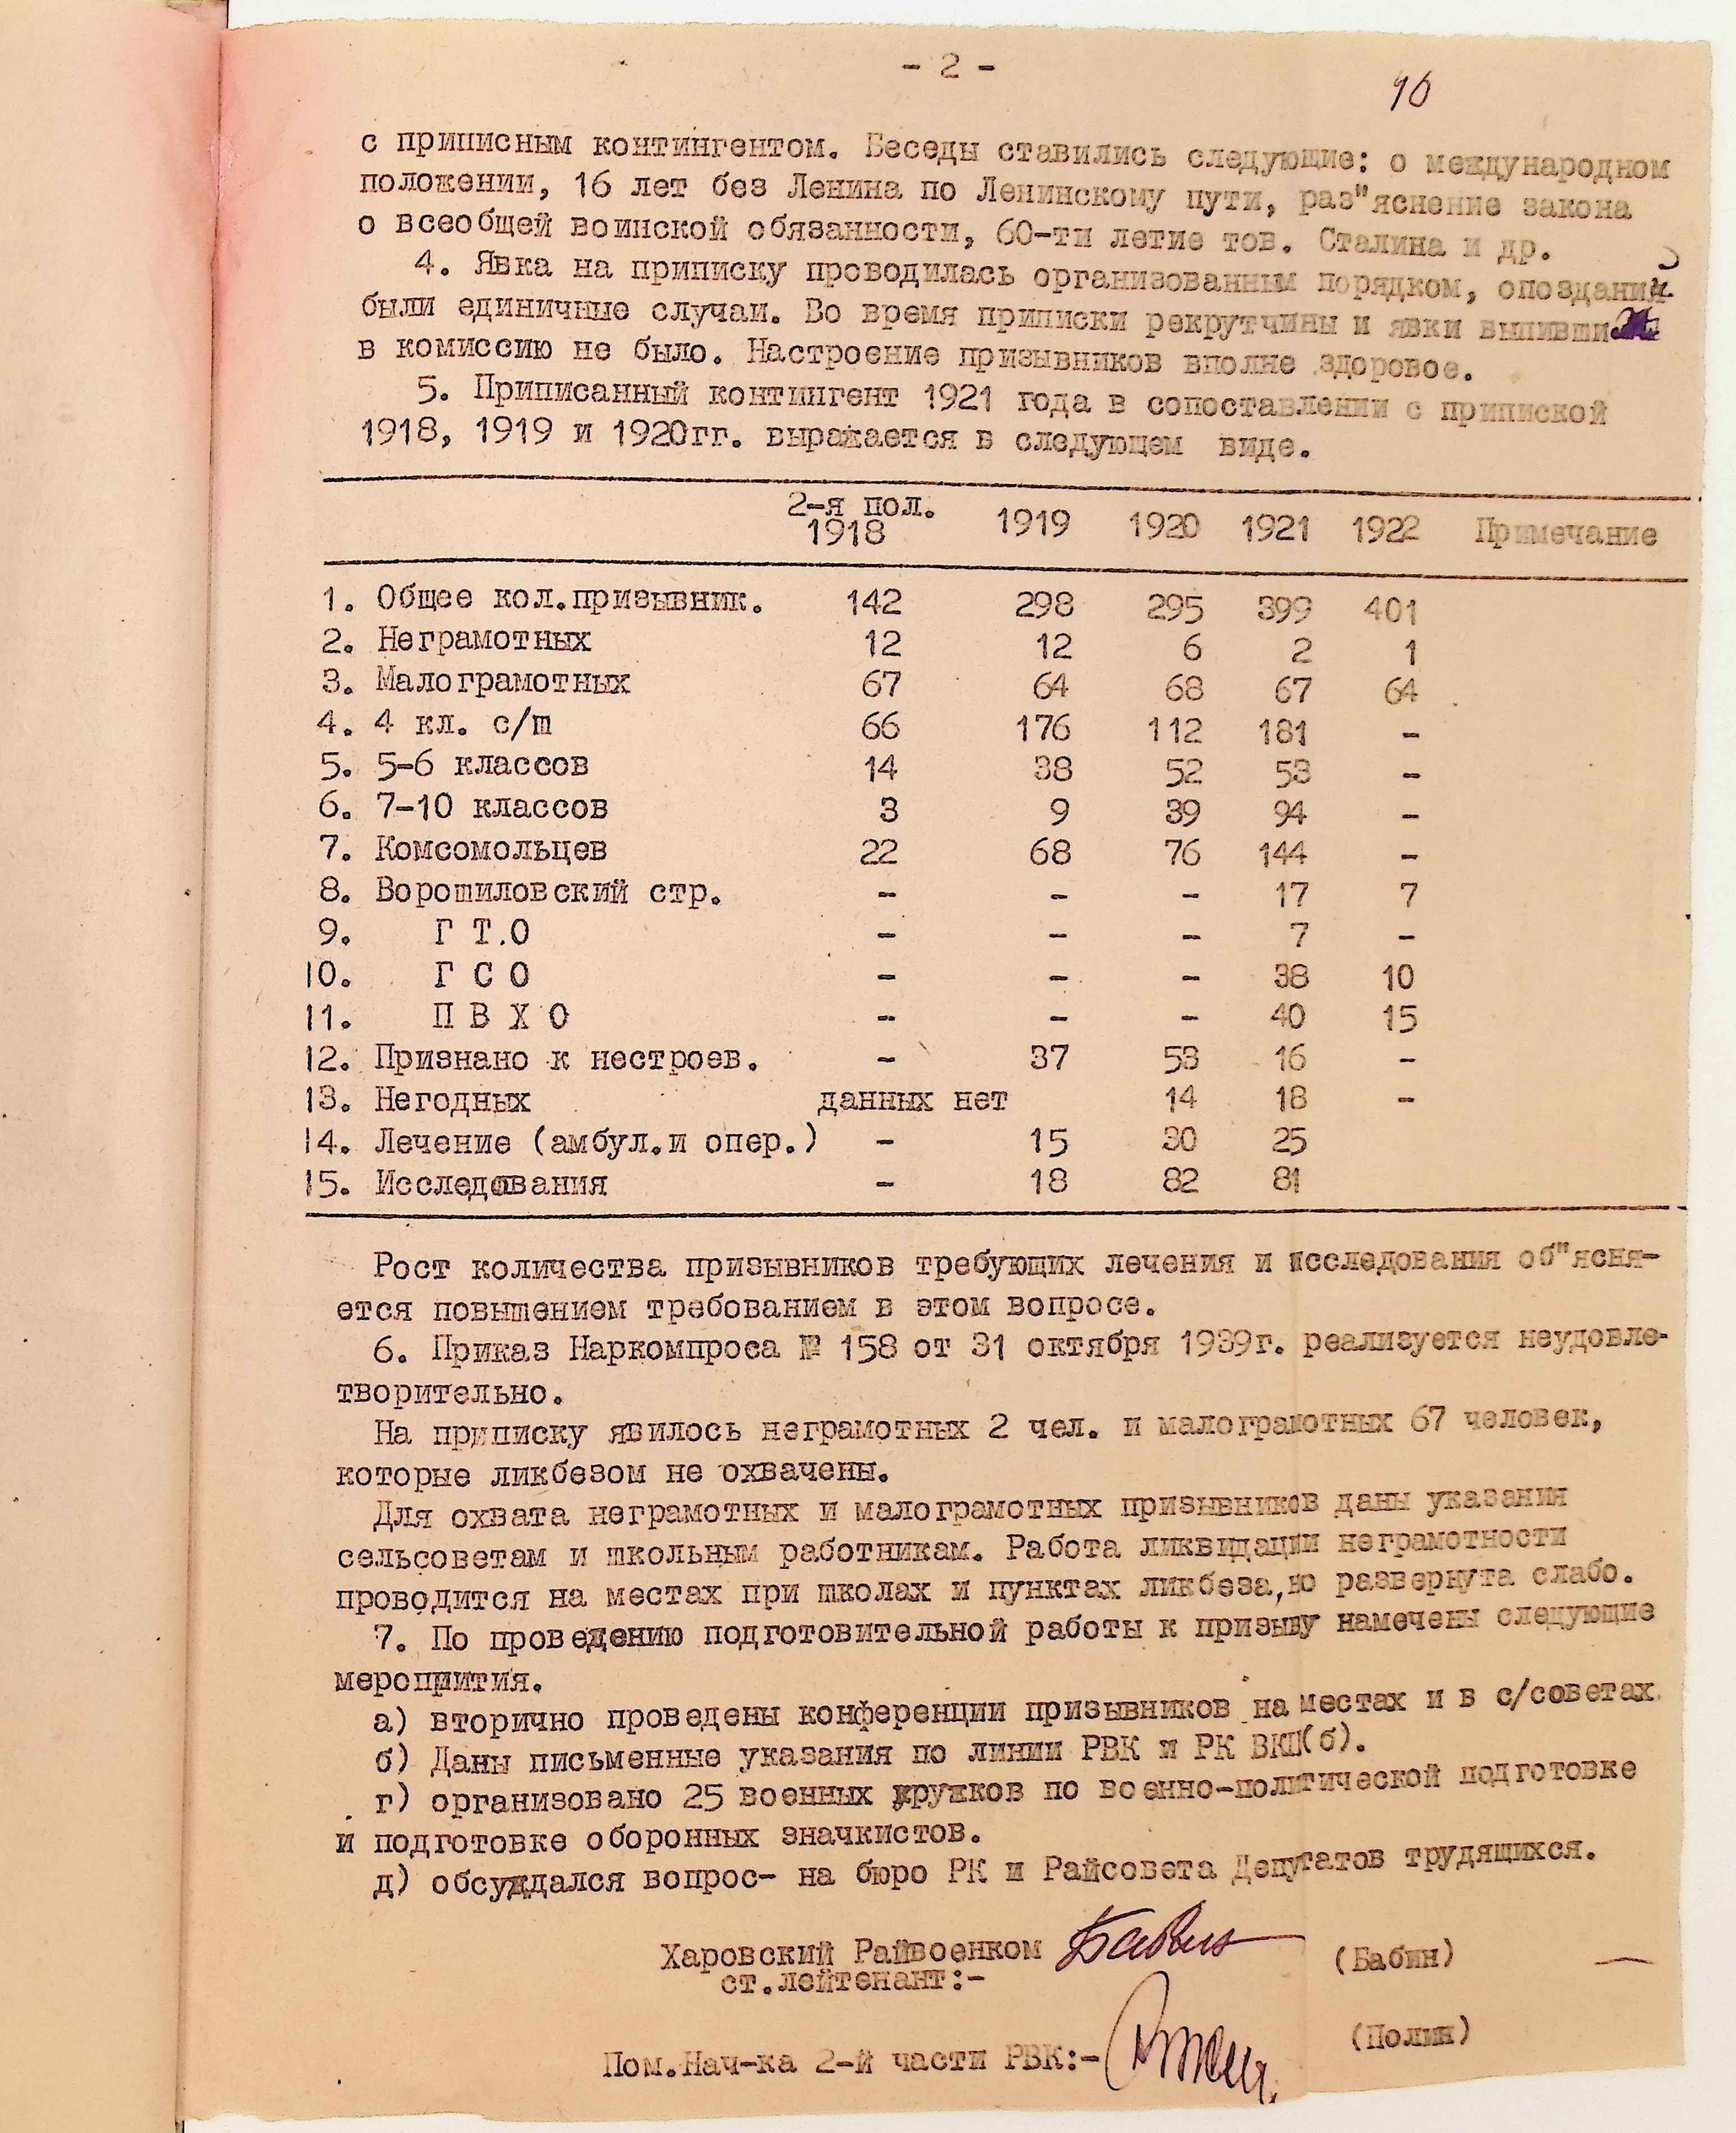 - 2 -
с приписным контингентом. Беседы ставились следующие: о международном
положении, 16 лет без Ленина по Ленинскому пути, раз"яснение закона
о всеобщей воинской обязанности, 60-ти летие тов. Сталина и др.
4. Явка на приписку проводилась организованным порядком, опоздании
были единичные случаи. Во время приписки рекрутчины и явки выпивших
в комиссию не было. Настроение призывников вполне здоровое.
5. Приписанный контингент 1921 года в сопоставлении с припиской
1918, 1919 и 1920гг. выражается в следующем виде.
2-я пол.
1918 1919 1920 1921 1922 Примечание
1. Общее кол.призывник. 142 298 295 399 401
2. Неграмотных 12 12 6 2 1
3. Малограмотных 67 64 68 67 64
4. 4 кл. с/ш 66 176 112 181 -
5. 5-6 классов 14 38 52 53 -
6. 7-10 классов 3 9 39 94 -
7. Комсомольцев 22 68 76 144 -
8. Ворошиловский стр. - - - 17 7
9. Г Т.О - - - 7 -
10. Г С О - - - 38 10
11. П В Х О - - - 40 15
12. Признано к нестроев. - 37 53 16 -
13. Негодных данных нет 14 18 -
14. Лечение (амбул.и опер.) - 15 30 25
15. Исследования - 18 82 81
Рост количества призывников требующих лечения и исследования об"ясня-
ется повышением требованием в этом вопросе.
6. Приказ Наркомпроса № 158 от 31 октября 1939г. реализуется неудовле-
творительно.
На приписку явилось неграмотных 2 чел. и малограмотных 67 человек,
которые ликбезом не охвачены.
Для охвата неграмотных и малограмотных призывников даны указания
сельсоветам и школьным работникам. Работа ликвидации неграмотности
проводится на местах при школах и пунктах ликбеза,но развернута слабо.
7. По проведению подготовительной работы к призыву намечены следующие
меропиития.
а) вторично проведены конференции призывников на местах и в с/советах.
б) Даны письменные указания по линии РВК и РК ВКП(б).
г) организовано 25 военных кружков по военно-политической подготовке
и подготовке оборонных значкистов.
д) обсуждался вопрос- на бюро РК и Райсовета Депутатов трудящихся.
Харовский Райвоенком Бабин (Бабин)
ст.лейтенант:-
Пом.Нач-ка 2-й части РВК:- (Полин)